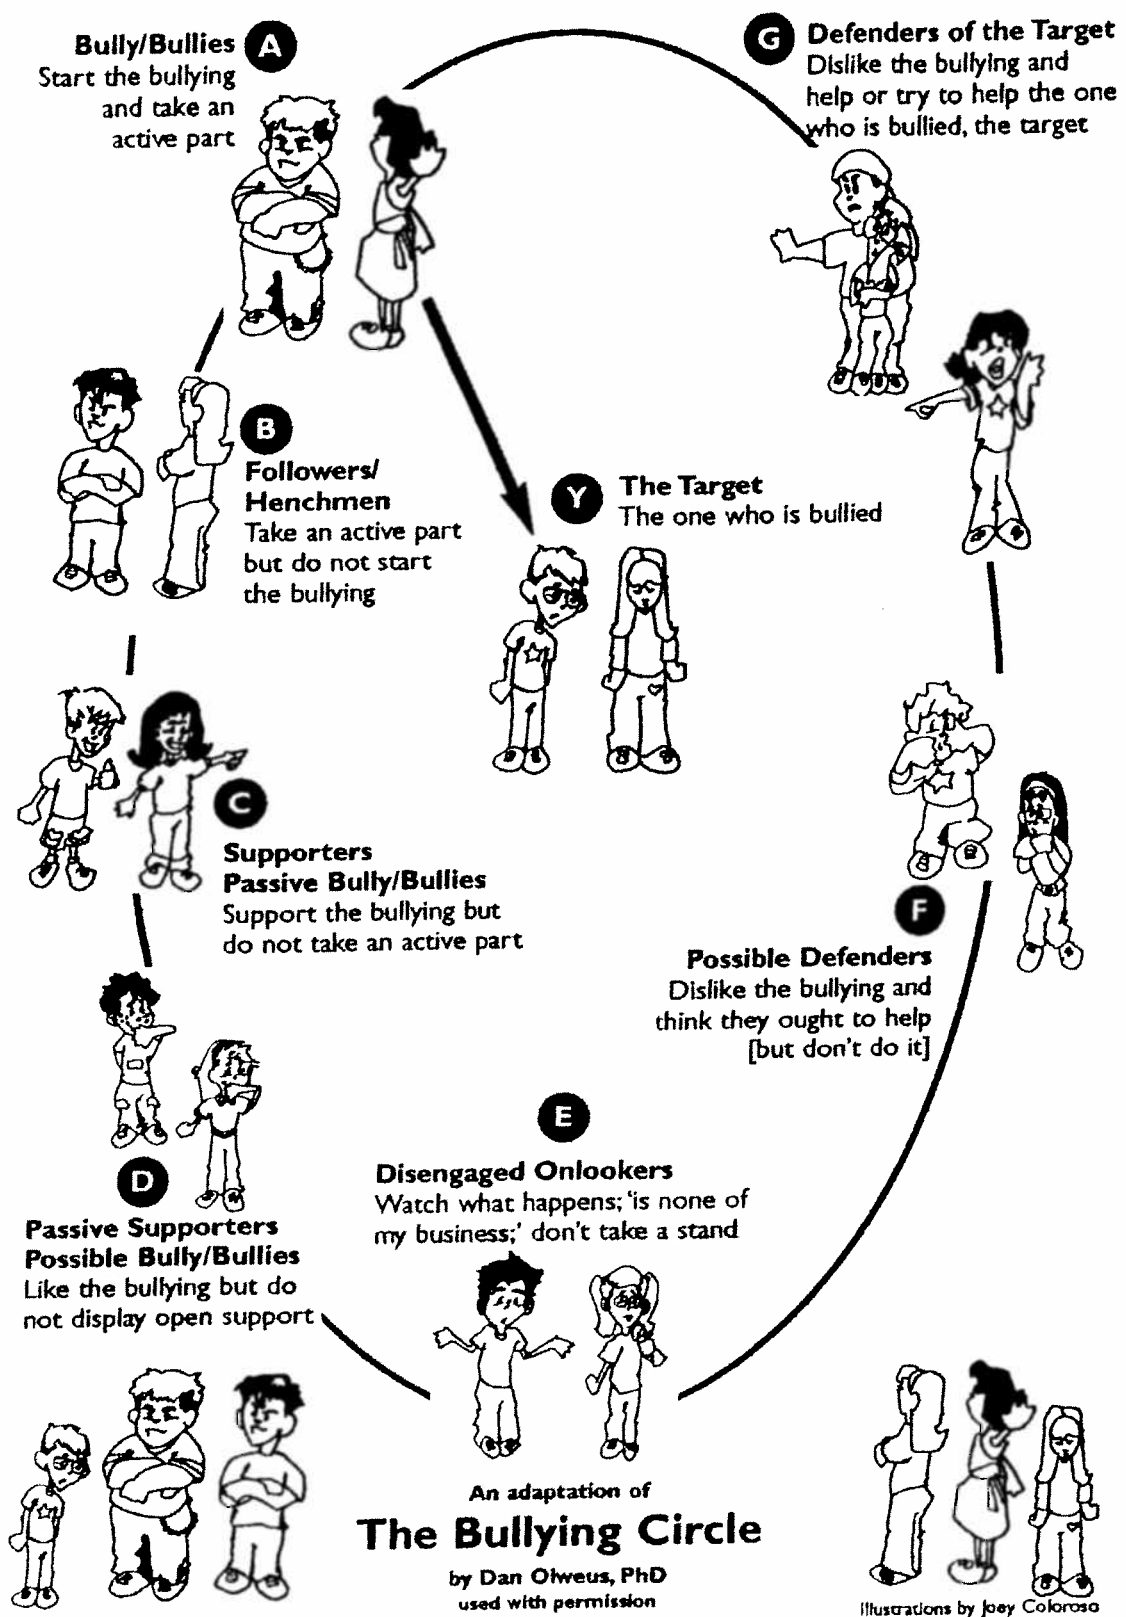 A
Bully/Bullies
Start the bullying
and take an
active part
G
Defenders of the Target
Dislike the bullying and
help or try to help the one
who is bullied, the target
B
Followers/
Henchmen
Take an active part
but do not start
the bullying
Y
The Target
The one who is bullied
C
Supporters
Passive Bully/Bullies
Support the bullying but
do not take an active part
F
Possible Defenders
Dislike the bullying and
think they ought to help
[but don't do it]
D
Passive Supporters
Possible Bully/Bullies
Like the bullying but do
not display open support
E
Disengaged Onlookers
Watch what happens; 'is none of
my business;' don't take a stand
An adaptation of
The Bullying Circle
by Dan Olweus, PhD
used with permission
Illustrations by Joey Coloroso